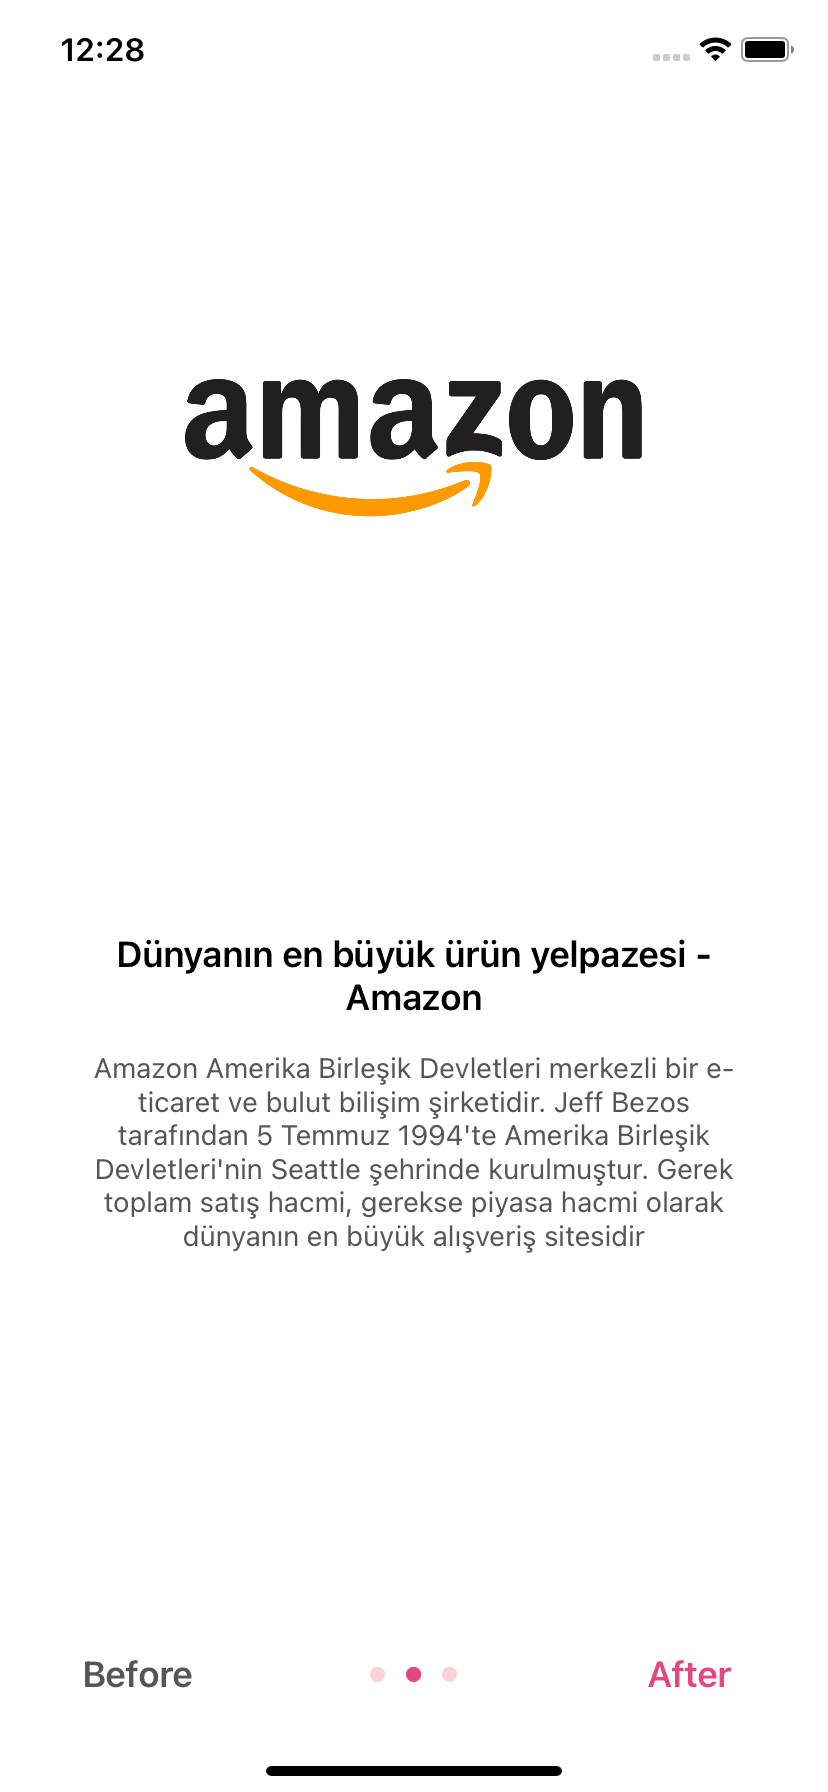 12:28
amazon
Dünyanın en büyük ürün yelpazesi -
Amazon
Amazon Amerika Birleşik Devletleri merkezli bir e-
ticaret ve bulut bilişim şirketidir. Jeff Bezos
tarafından 5 Temmuz 1994'te Amerika Birleşik
Devletleri'nin Seattle şehrinde kurulmuştur. Gerek
toplam satış hacmi, gerekse piyasa hacmi olarak
dünyanın en büyük alışveriş sitesidir
Before After